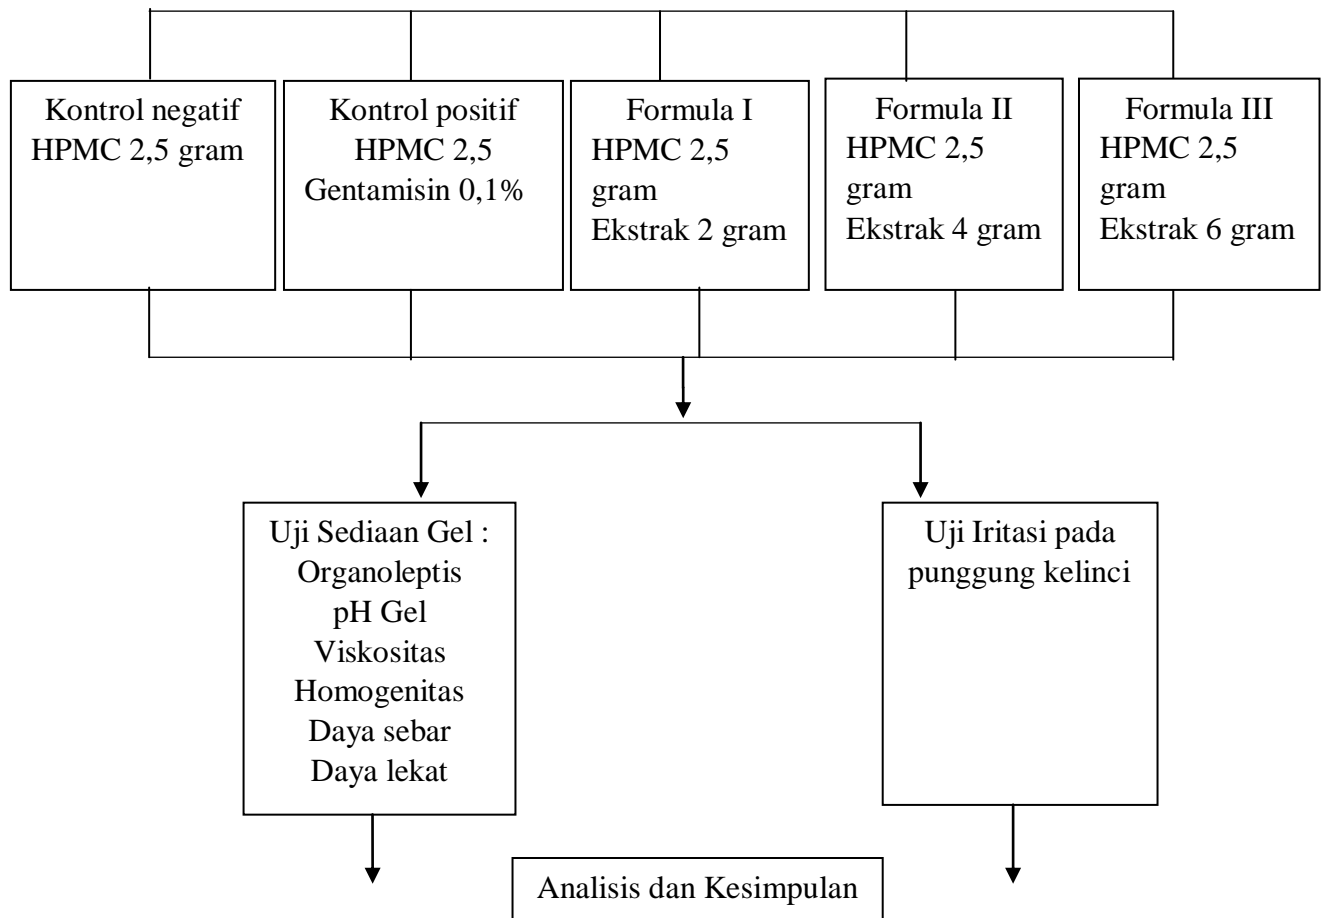 Kontrol negatif
HPMC 2,5 gram
Kontrol positif
HPMC 2,5
Gentamisin 0,1%
Formula I
HPMC 2,5
gram
Ekstrak 2 gram
Formula II
HPMC 2,5
gram
Ekstrak 4 gram
Formula III
HPMC 2,5
gram
Ekstrak 6 gram
Uji Sediaan Gel :
Organoleptis
pH Gel
Viskositas
Homogenitas
Daya sebar
Daya lekat
Uji Iritasi pada
punggung kelinci
Analisis dan Kesimpulan